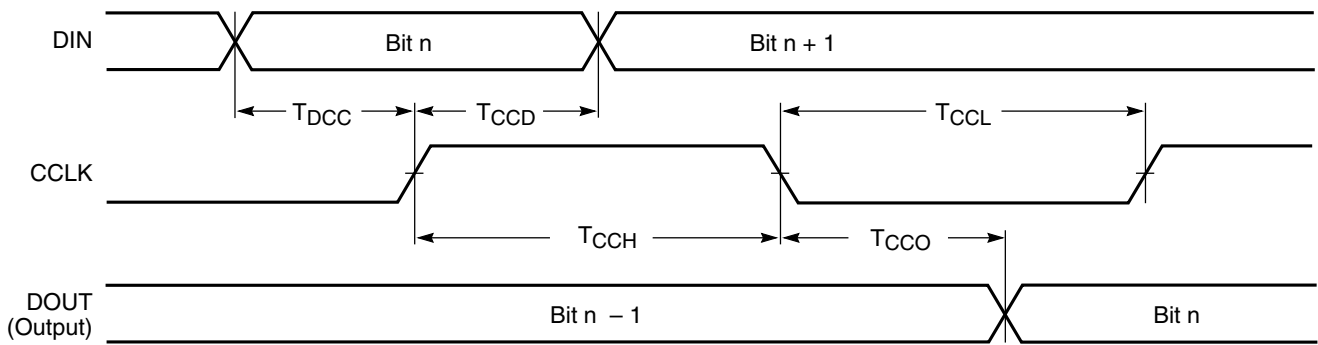 DIN
Bit n
Bit n + 1
TDCC
TCCD
TCCL
CCLK
TCCH
TCCO
DOUT
(Output)
Bit n – 1
Bit n